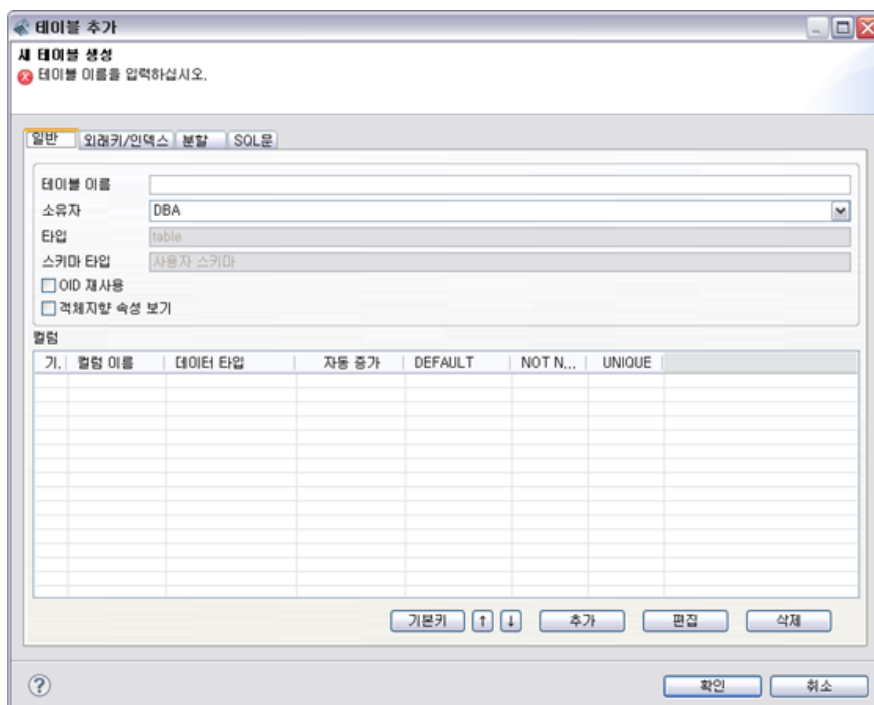 테이블 추가
새 테이블 생성
테이블 이름을 입력하십시오.
일반 외래키/인덱스 분할 SQL문
테이블 이름
소유자 DBA
타입 table
스키마 타입 사용자 스키마
OID 재사용
객체지향 속성 보기
컬럼
기. 컬럼 이름 데이터 타입 자동 증가 DEFAULT NOT N... UNIQUE
기본키 ↑ ↓ 추가 편집 삭제
? 확인 취소